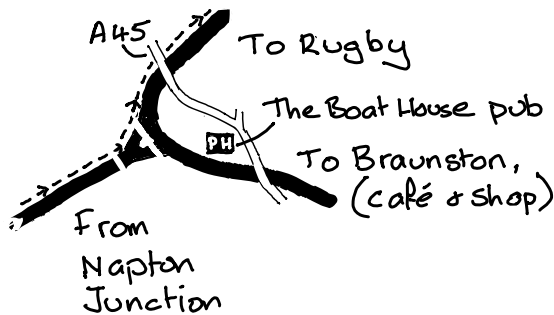 A45
To Rugby
The Boat House pub
PH
To Braunston,
(café & shop)
From
Napton
Junction